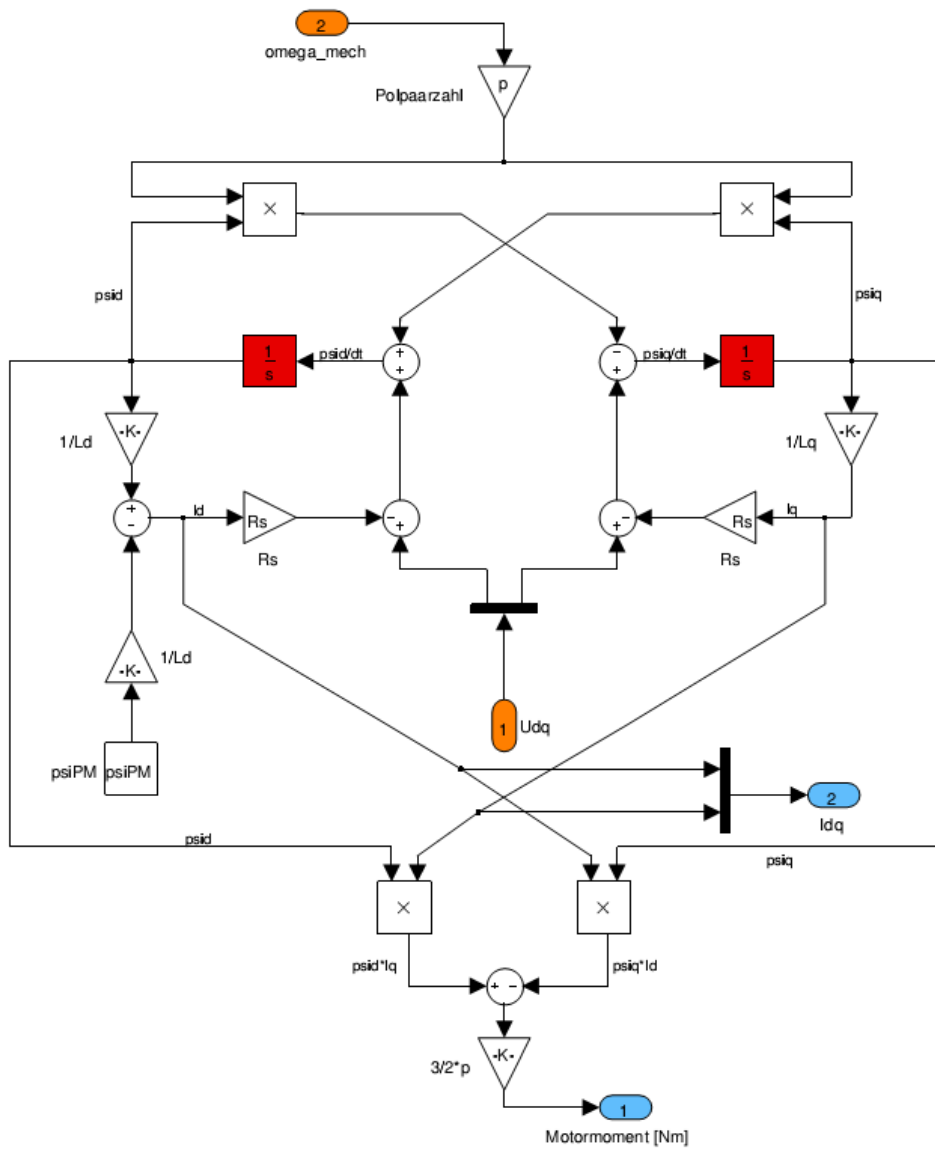 2
omega_mech
p
Polpaarzahl
×
×
psid
psiq
1
s
psid/dt
+
+
−
+
psiq/dt
1
s
-K-
1/Ld
-K-
1/Lq
+
-
Id
Rs
Rs
−
+
−
+
Rs
Rs
Iq
-K-
1/Ld
psiPM
psiPM
1
Udq
2
Idq
psid
psiq
×
×
psid*Iq
psiq*Id
+
−
-K-
3/2*p
1
Motormoment [Nm]